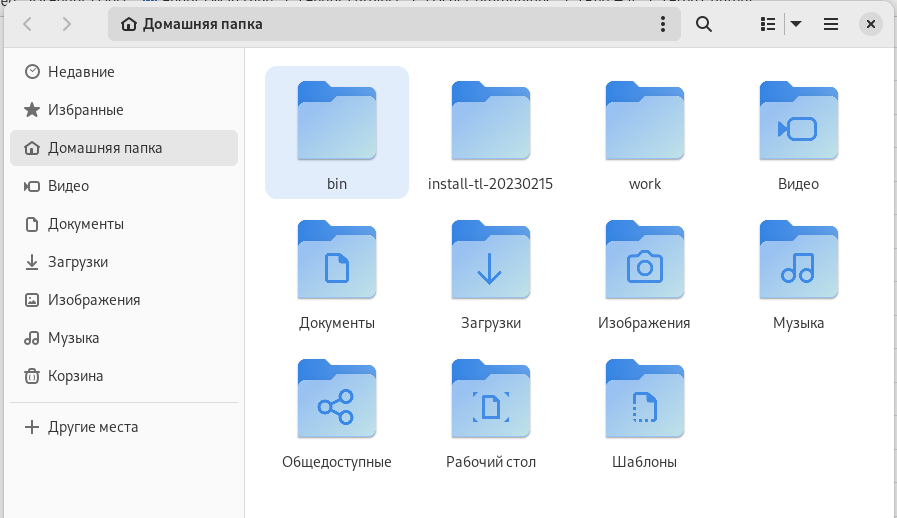 Домашняя папка
Недавние
Избранные
Домашняя папка
Видео
Документы
Загрузки
Изображения
Музыка
Корзина
Другие места
bin
install-tl-20230215
work
Видео
Документы
Загрузки
Изображения
Музыка
Общедоступные
Рабочий стол
Шаблоны